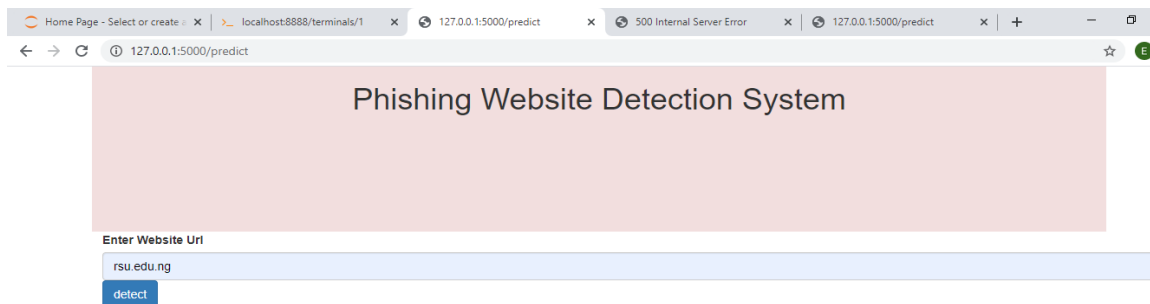 Home Page - Select or create a
localhost:8888/terminals/1
127.0.0.1:5000/predict
500 Internal Server Error
127.0.0.1:5000/predict
127.0.0.1:5000/predict
E
Phishing Website Detection System
Enter Website Url
rsu.edu.ng
detect